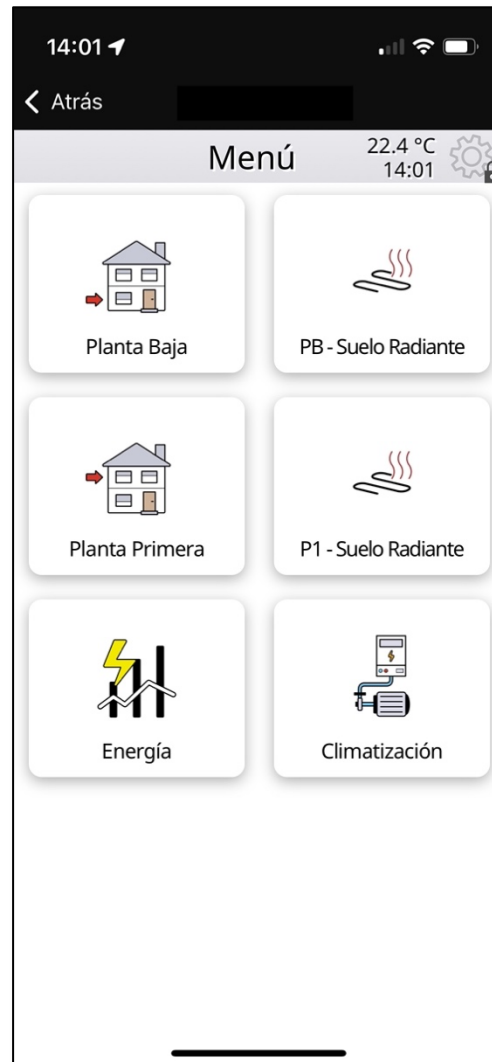 14:01
Atrás
Menú
22.4 °C
14:01
Planta Baja
PB - Suelo Radiante
Planta Primera
P1 - Suelo Radiante
Energía
Climatización